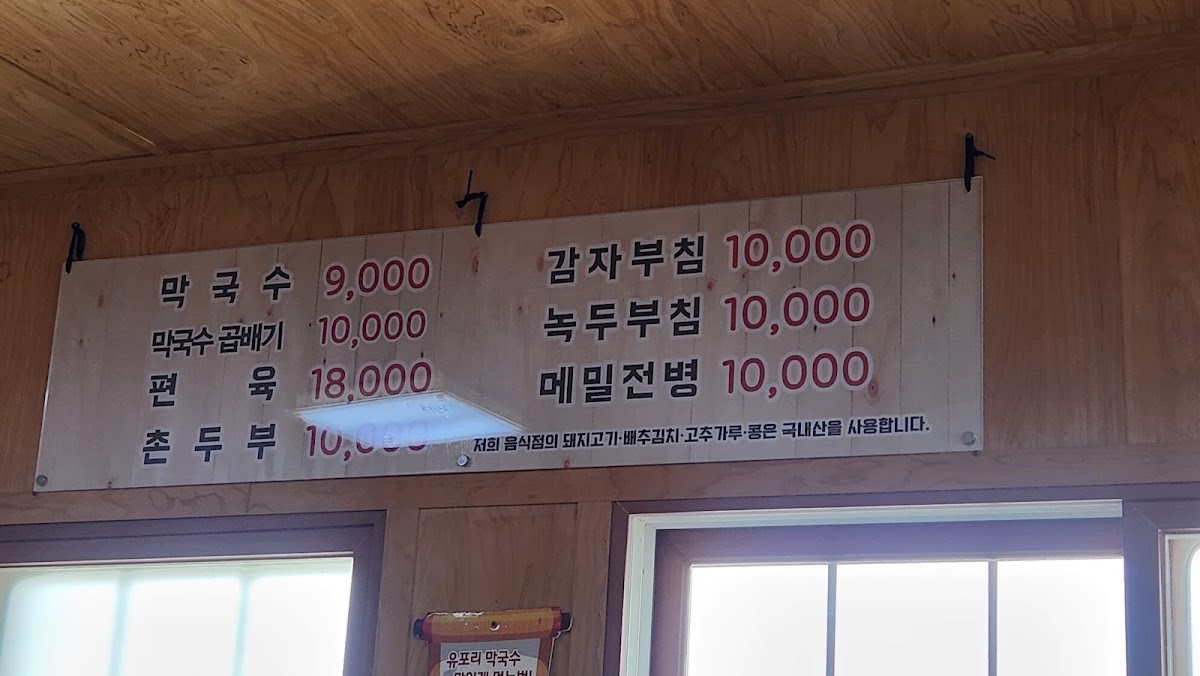 막국수 9,000
막국수 곱배기 10,000
편육 18,000
촌두부 10,000
감자부침 10,000
녹두부침 10,000
메밀전병 10,000
저희 음식점의 돼지고기·배추김치·고추가루·콩은 국내산을 사용합니다.
유포리 막국수